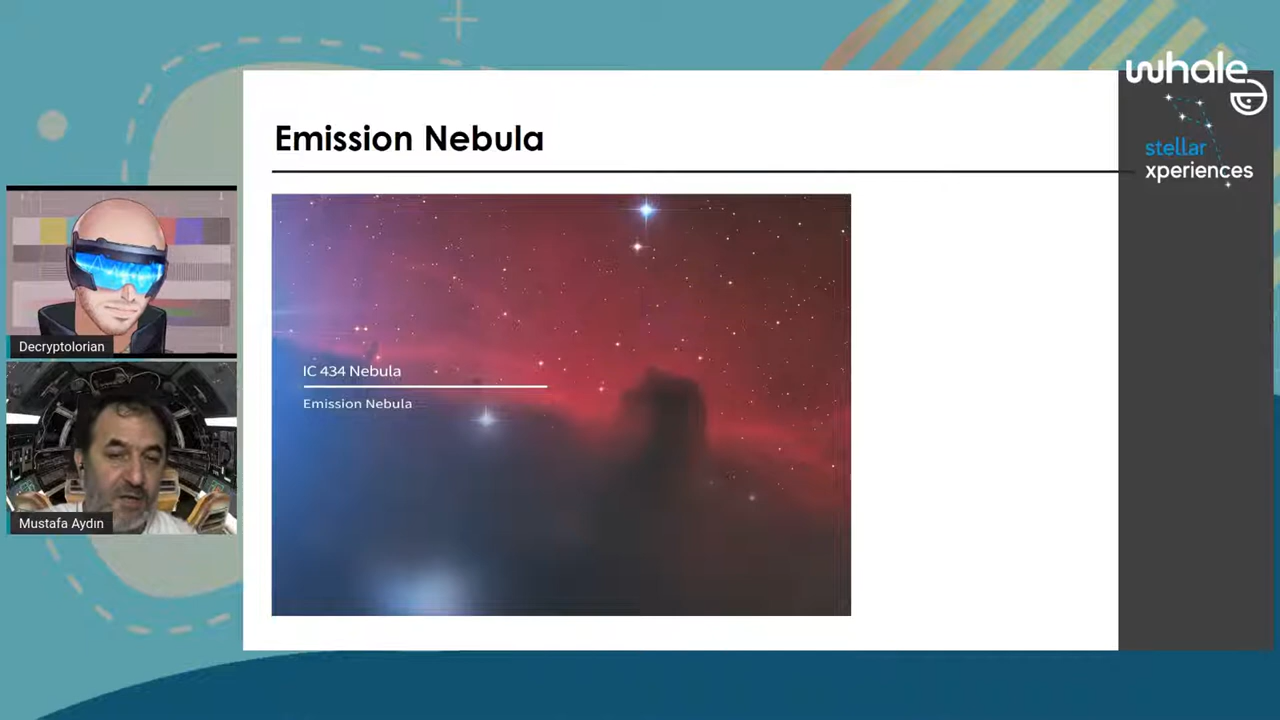 whale
Emission Nebula
stellar
xperiences
Decryptolorian
IC 434 Nebula
Emission Nebula
Mustafa Aydın